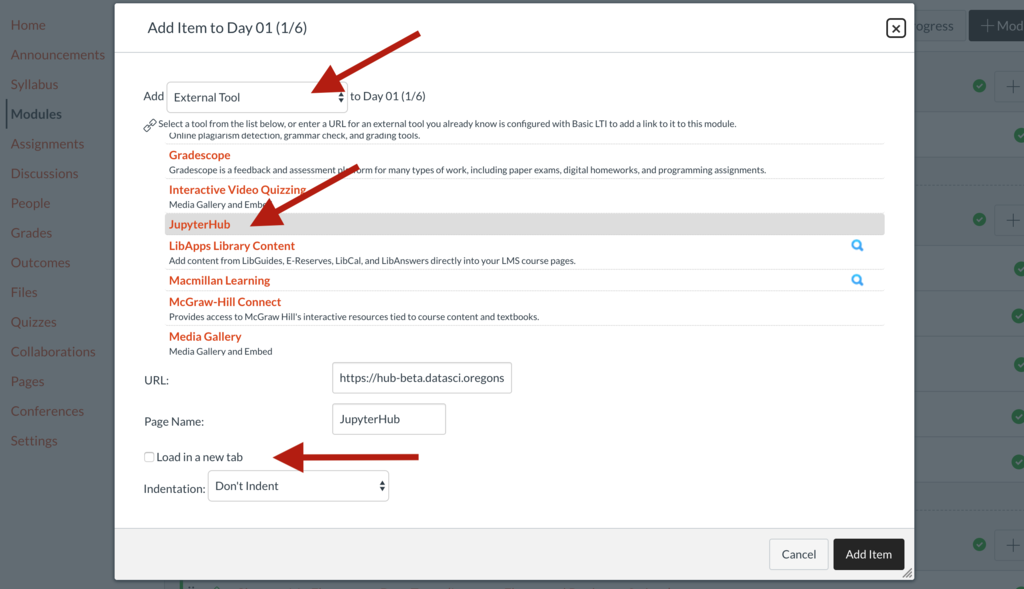 Add Item to Day 01 (1/6)
Home
Announcements
Syllabus
Modules
Assignments
Discussions
People
Grades
Outcomes
Files
Quizzes
Collaborations
Pages
Conferences
Settings
Add External Tool to Day 01 (1/6)
Select a tool from the list below, or enter a URL for an external tool you already know is configured with Basic LTI to add a link to it to this module.
Online plagiarism detection, grammar check, and grading tools.
Gradescope
Gradescope is a feedback and assessment platform for many types of work, including paper exams, digital homeworks, and programming assignments.
Interactive Video Quizzing
Media Gallery and Embed
JupyterHub
LibApps Library Content
Add content from LibGuides, E-Reserves, LibCal, and LibAnswers directly into your LMS course pages.
Macmillan Learning
McGraw-Hill Connect
Provides access to McGraw Hill's interactive resources tied to course content and textbooks.
Media Gallery
Media Gallery and Embed
URL: https://hub-beta.datasci.oregons
Page Name: JupyterHub
Load in a new tab
Indentation: Don't Indent
Cancel Add Item
ogress
+ Mod